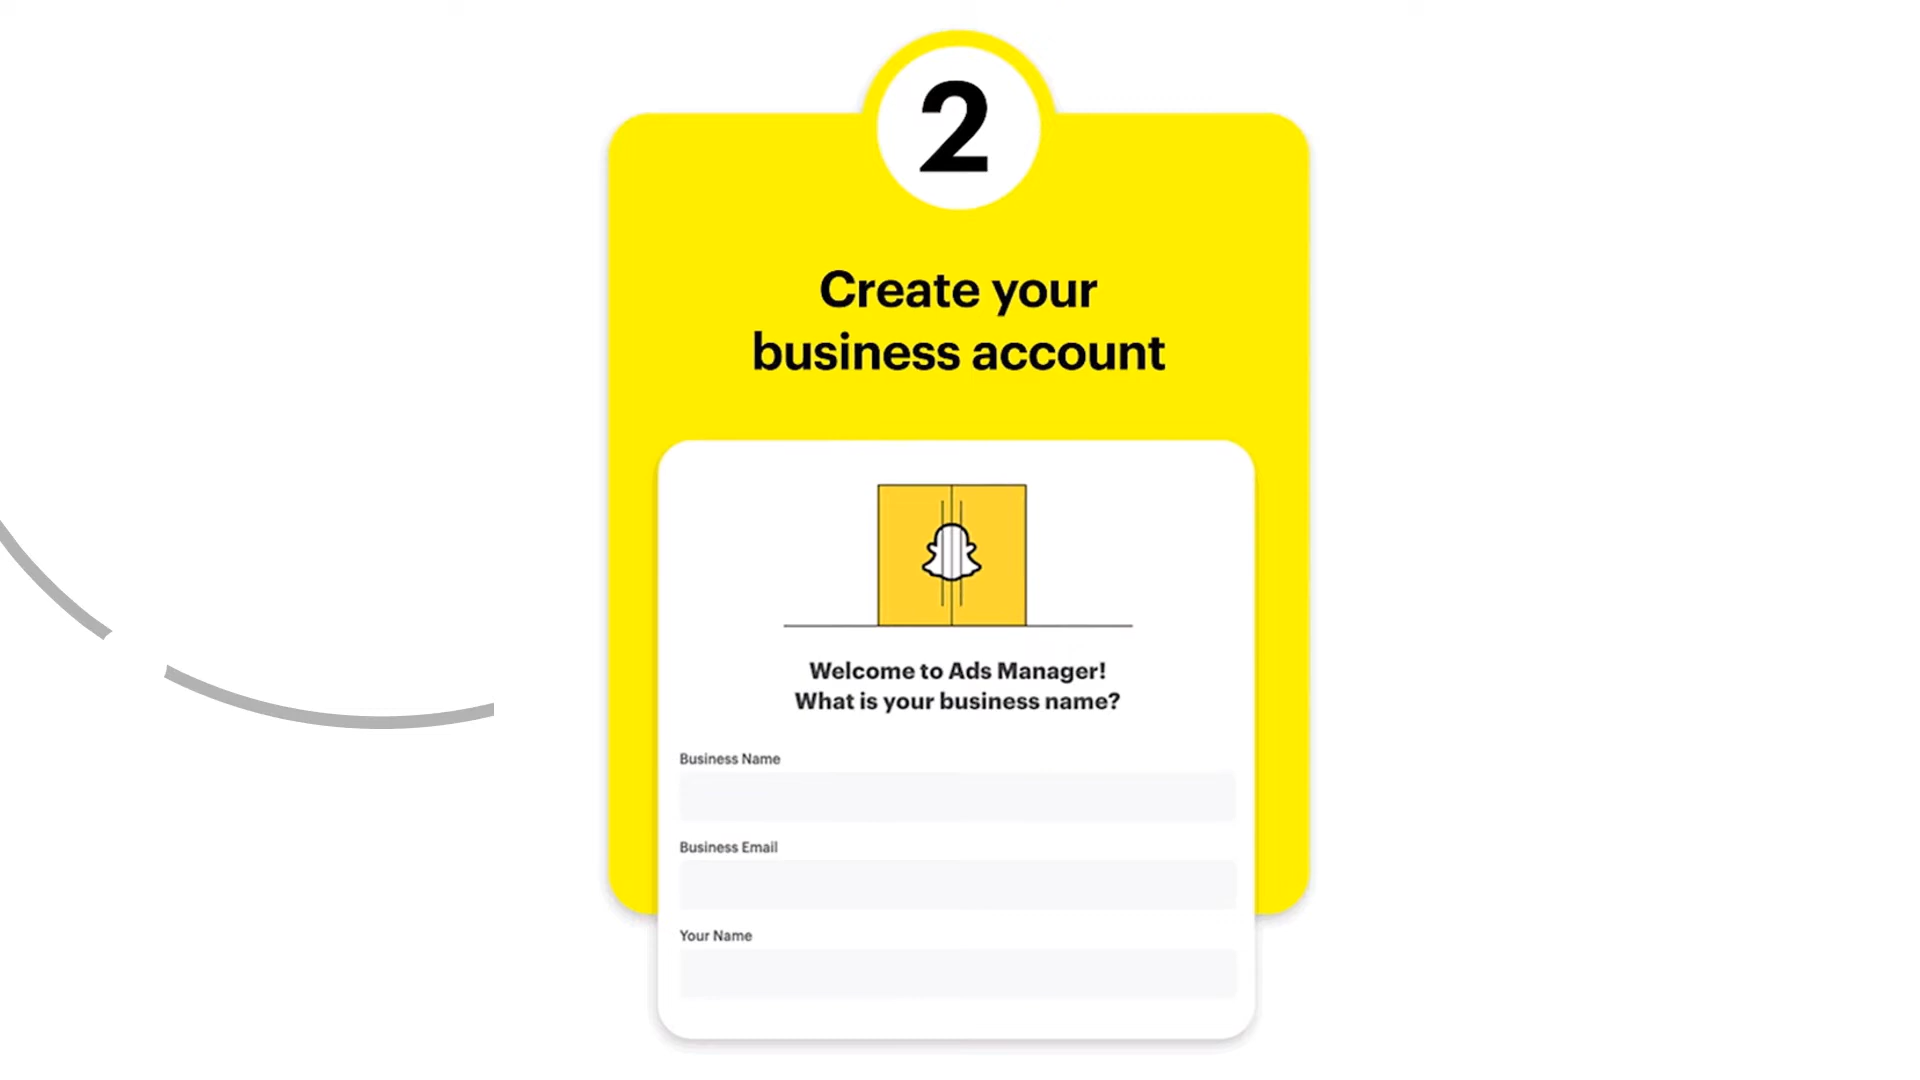 2
Create your
business account
Welcome to Ads Manager!
What is your business name?
Business Name
Business Email
Your Name